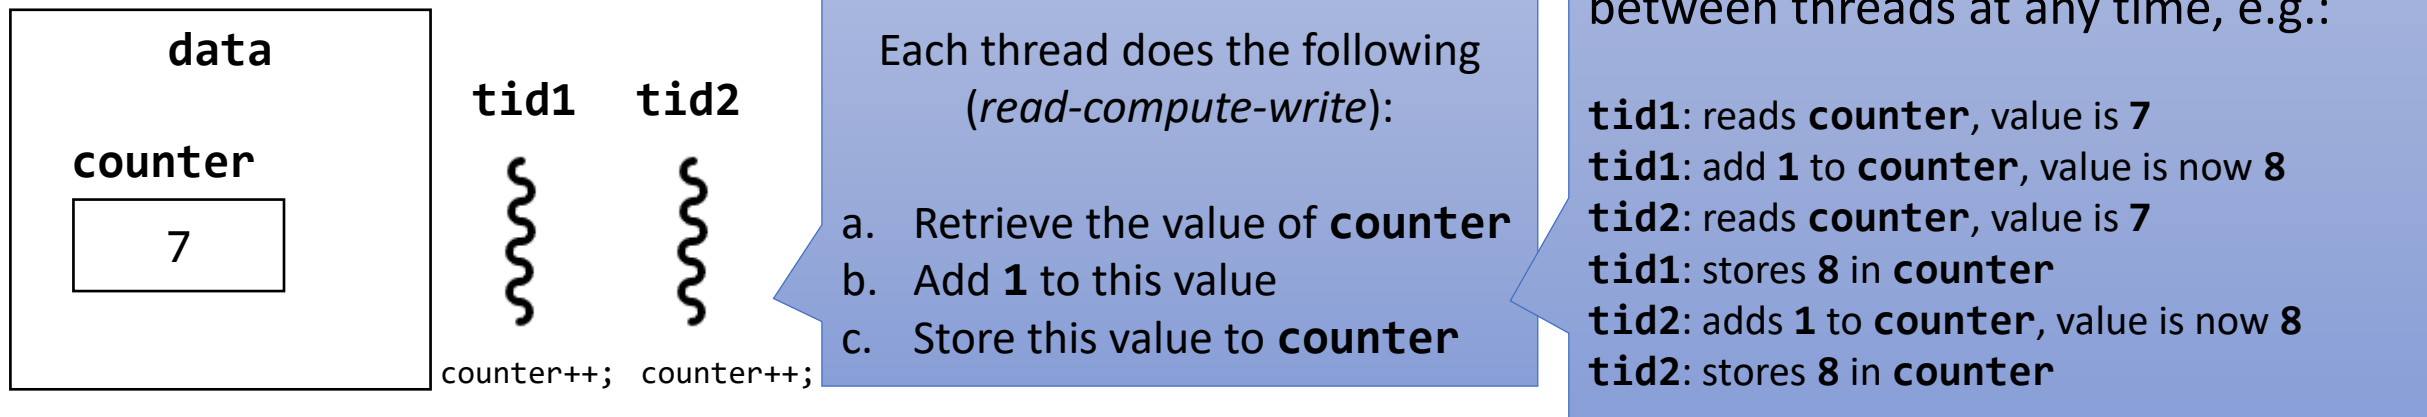 data
counter
7
tid1 tid2
counter++; counter++;
Each thread does the following
(read-compute-write):
a. Retrieve the value of counter
b. Add 1 to this value
c. Store this value to counter
between threads at any time, e.g.:
tid1: reads counter, value is 7
tid1: add 1 to counter, value is now 8
tid2: reads counter, value is 7
tid1: stores 8 in counter
tid2: adds 1 to counter, value is now 8
tid2: stores 8 in counter